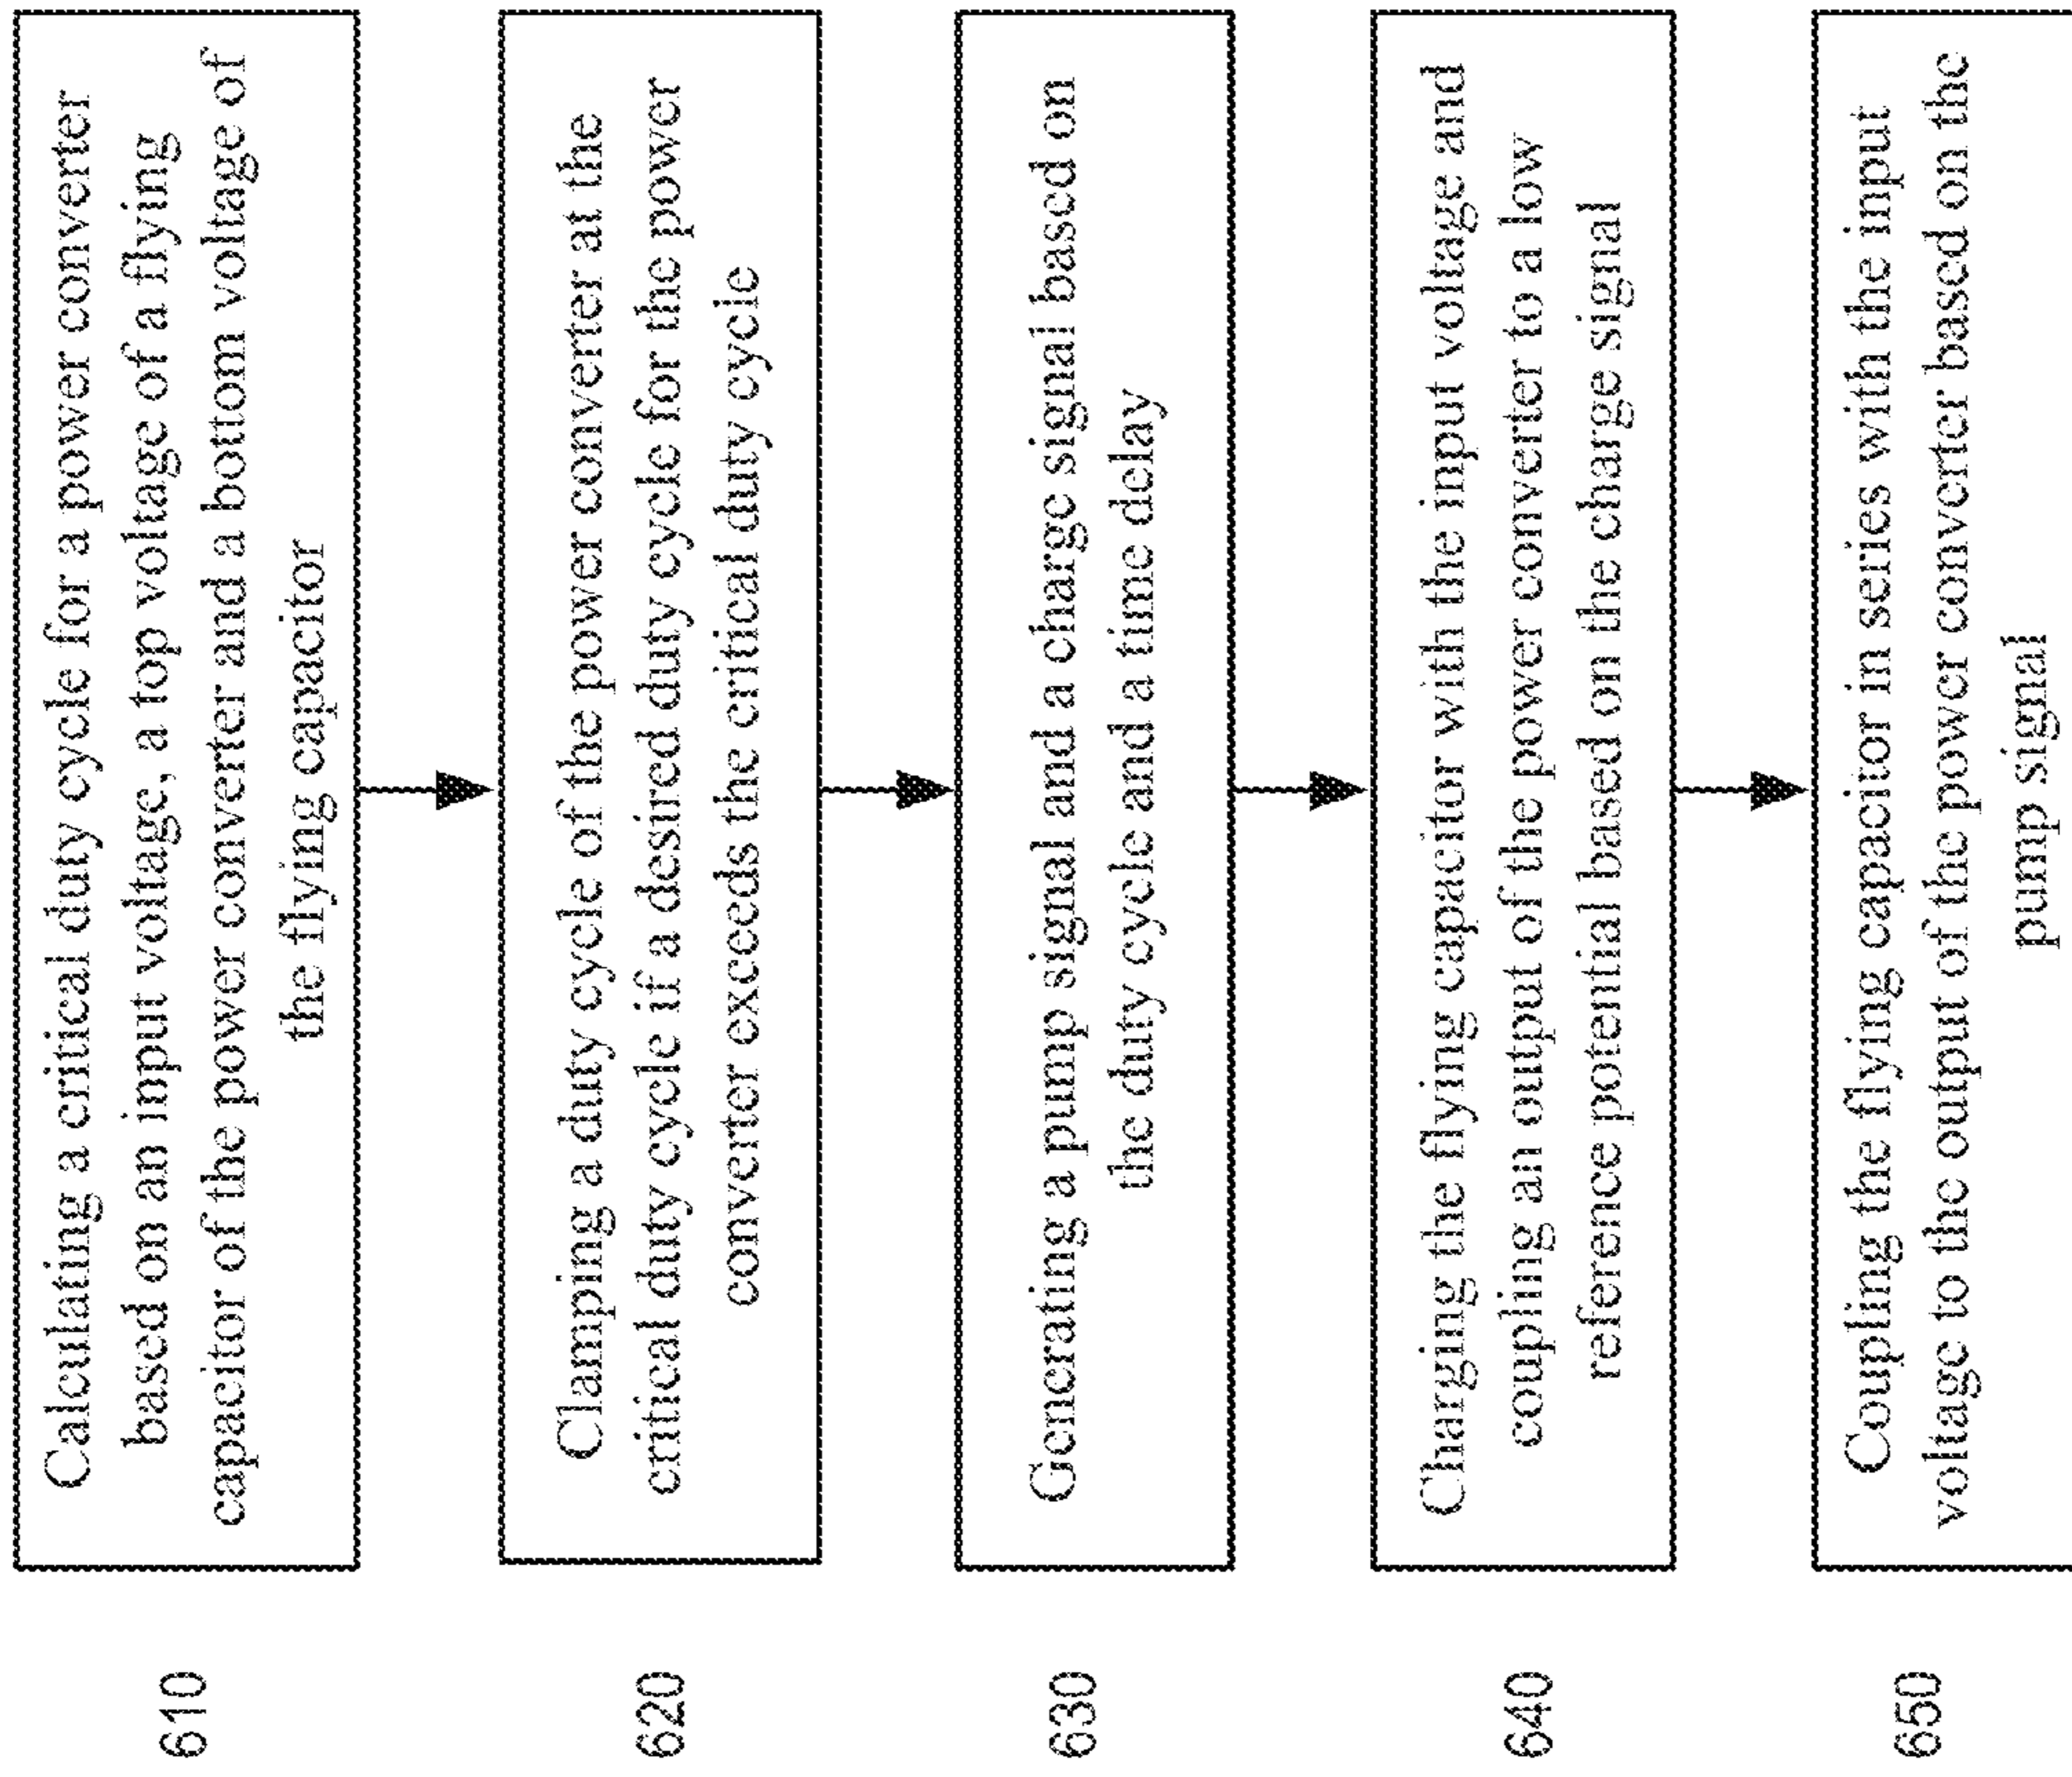 610
Calculating a critical duty cycle for a power converter
based on an input voltage, a top voltage of a flying
capacitor of the power converter and a bottom voltage of
the flying capacitor
620
Clamping a duty cycle of the power converter at the
critical duty cycle if a desired duty cycle for the power
converter exceeds the critical duty cycle
630
Generating a pump signal and a charge signal based on
the duty cycle and a time delay
640
Charging the flying capacitor with the input voltage and
coupling an output of the power converter to a low
reference potential based on the charge signal
650
Coupling the flying capacitor in series with the input
voltage to the output of the power converter based on the
pump signal